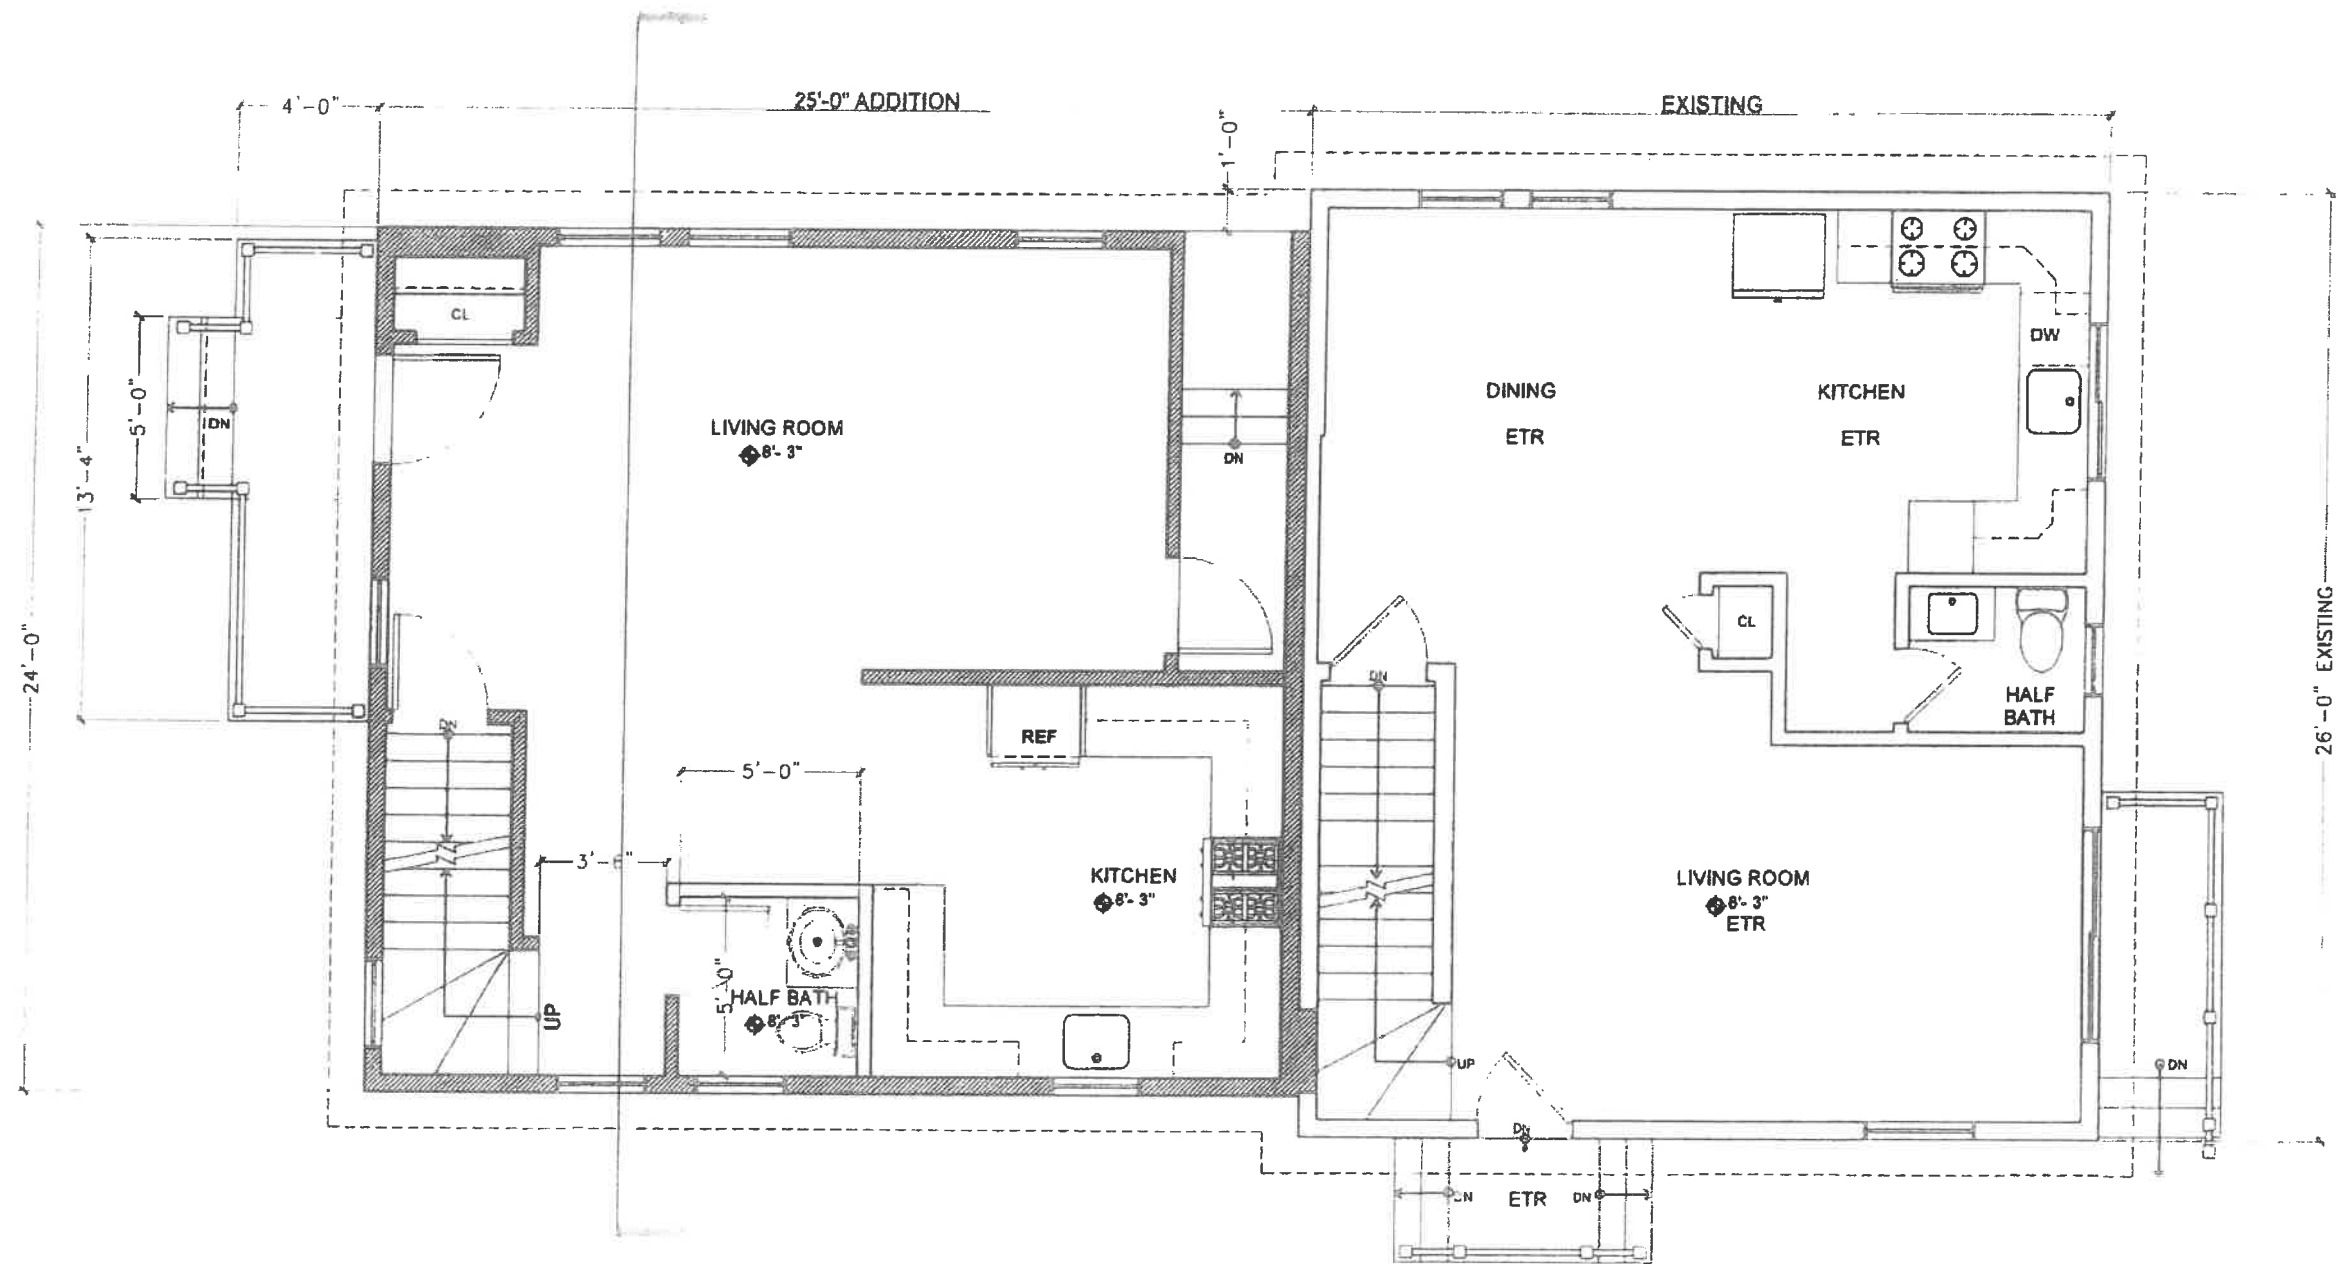 4'-0"
25'-0" ADDITION
EXISTING
1'-0"
CL
DW
5'-0"
DN
13'-4"
LIVING ROOM
8'- 3"
DN
DINING
ETR
KITCHEN
ETR
24'-0"
CL
HALF
BATH
26'-0" EXISTING
DN
DN
REF
5'-0"
3'-6"
KITCHEN
8'- 3"
LIVING ROOM
8'- 3"
ETR
5'-0"
HALF BATH
8'- 3"
UP
UP
DN
DN
DN
ETR
DN